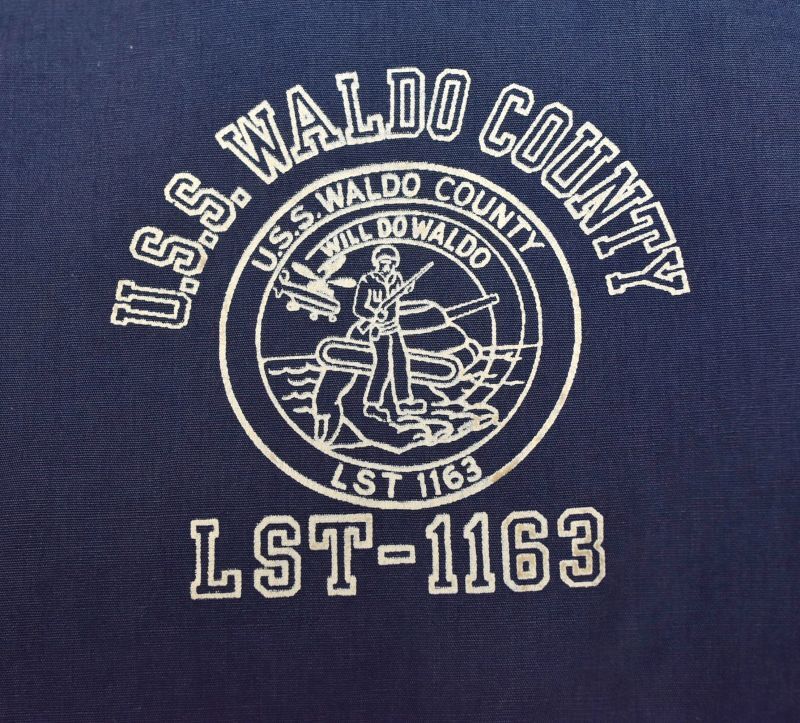 U.S.S. WALDO COUNTY
U.S.S. WALDO COUNTY
WILL DO WALDO
LST 1163
LST-1163